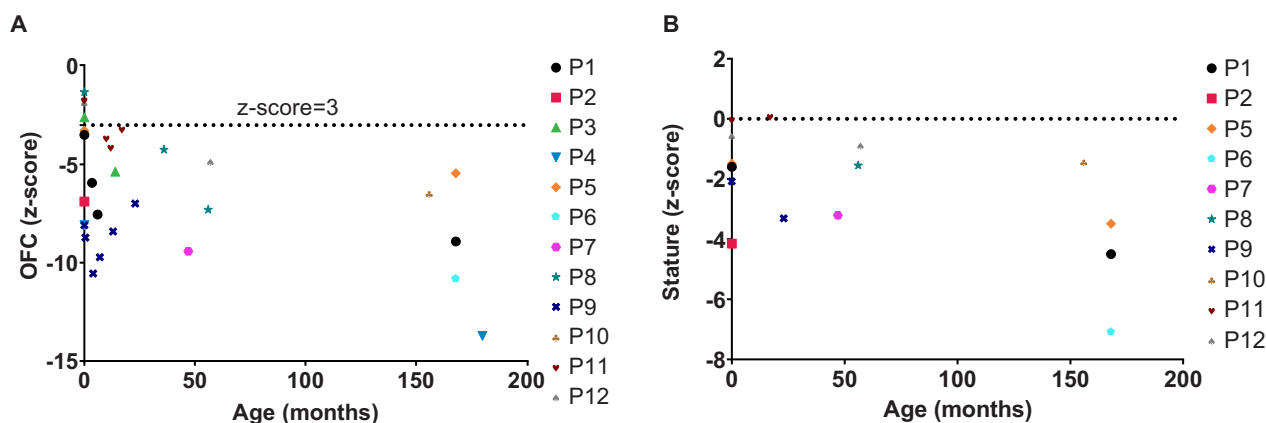 A
0
-5
-10
-15
OFC (z-score)
z-score=3
0
50
100
150
200
Age (months)
P1
P2
P3
P4
P5
P6
P7
P8
P9
P10
P11
P12
B
2
0
-2
-4
-6
-8
Stature (z-score)
0
50
100
150
200
Age (months)
P1
P2
P5
P6
P7
P8
P9
P10
P11
P12